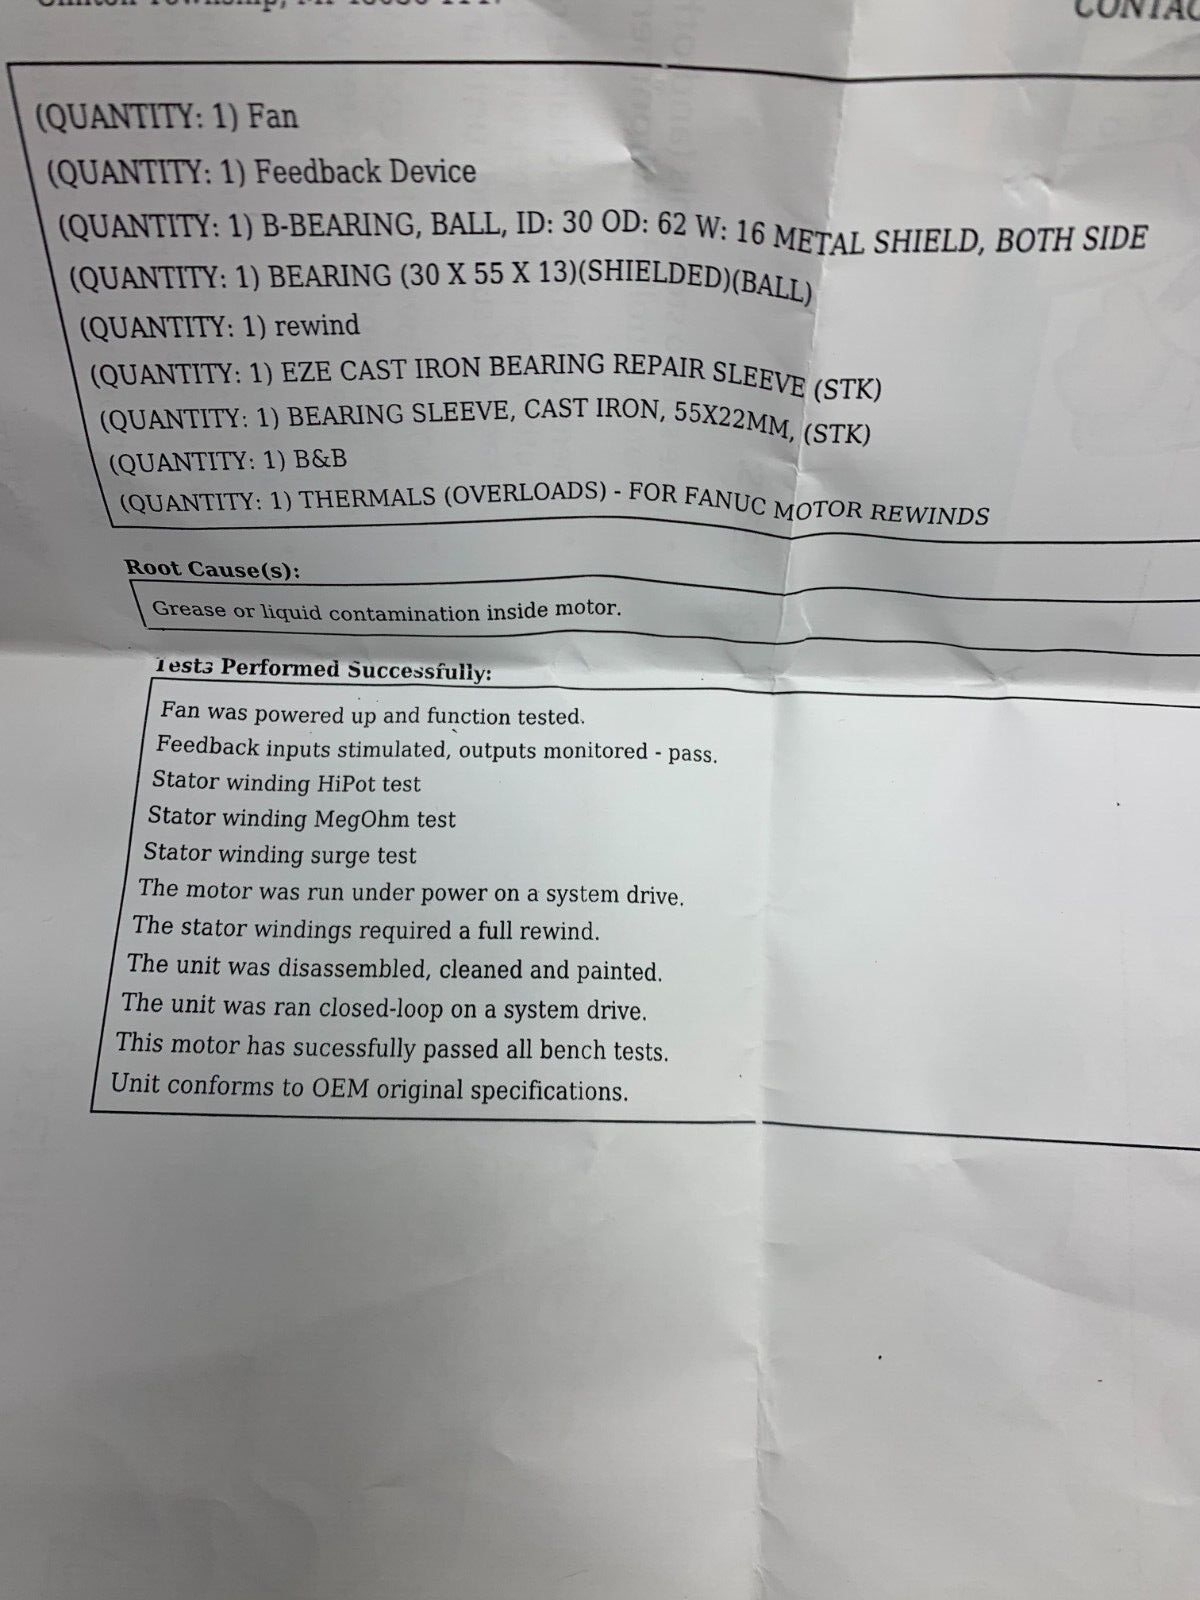 CONTAC
(QUANTITY: 1) Fan
(QUANTITY: 1) Feedback Device
(QUANTITY: 1) B-BEARING, BALL, ID: 30 OD: 62 W: 16 METAL SHIELD, BOTH SIDE
(QUANTITY: 1) BEARING (30 X 55 X 13)(SHIELDED)(BALL)
(QUANTITY: 1) rewind
(QUANTITY: 1) EZE CAST IRON BEARING REPAIR SLEEVE (STK)
(QUANTITY: 1) BEARING SLEEVE, CAST IRON, 55X22MM, (STK)
(QUANTITY: 1) B&B
(QUANTITY: 1) THERMALS (OVERLOADS) - FOR FANUC MOTOR REWINDS
Root Cause(s):
Grease or liquid contamination inside motor.
Tests Performed Successfully:
Fan was powered up and function tested.
Feedback inputs stimulated, outputs monitored - pass.
Stator winding HiPot test
Stator winding MegOhm test
Stator winding surge test
The motor was run under power on a system drive.
The stator windings required a full rewind.
The unit was disassembled, cleaned and painted.
The unit was ran closed-loop on a system drive.
This motor has sucessfully passed all bench tests.
Unit conforms to OEM original specifications.